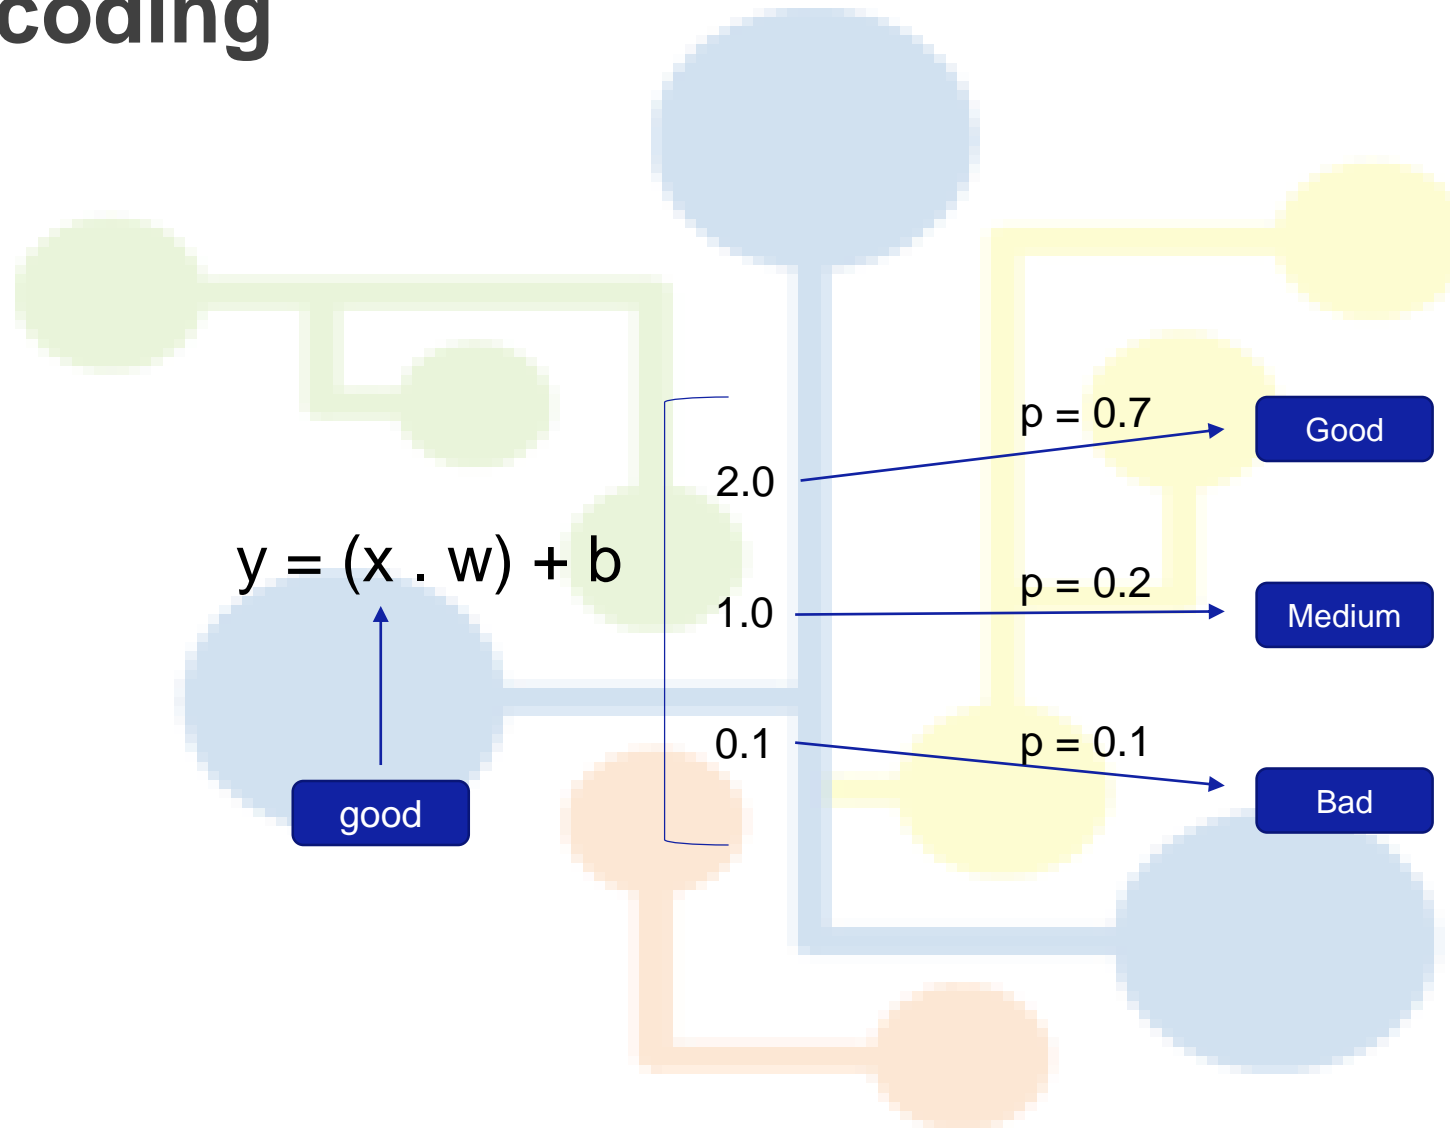 coding
p = 0.7
Good
2.0
y = (x . w) + b
p = 0.2
1.0
Medium
0.1
p = 0.1
Bad
good